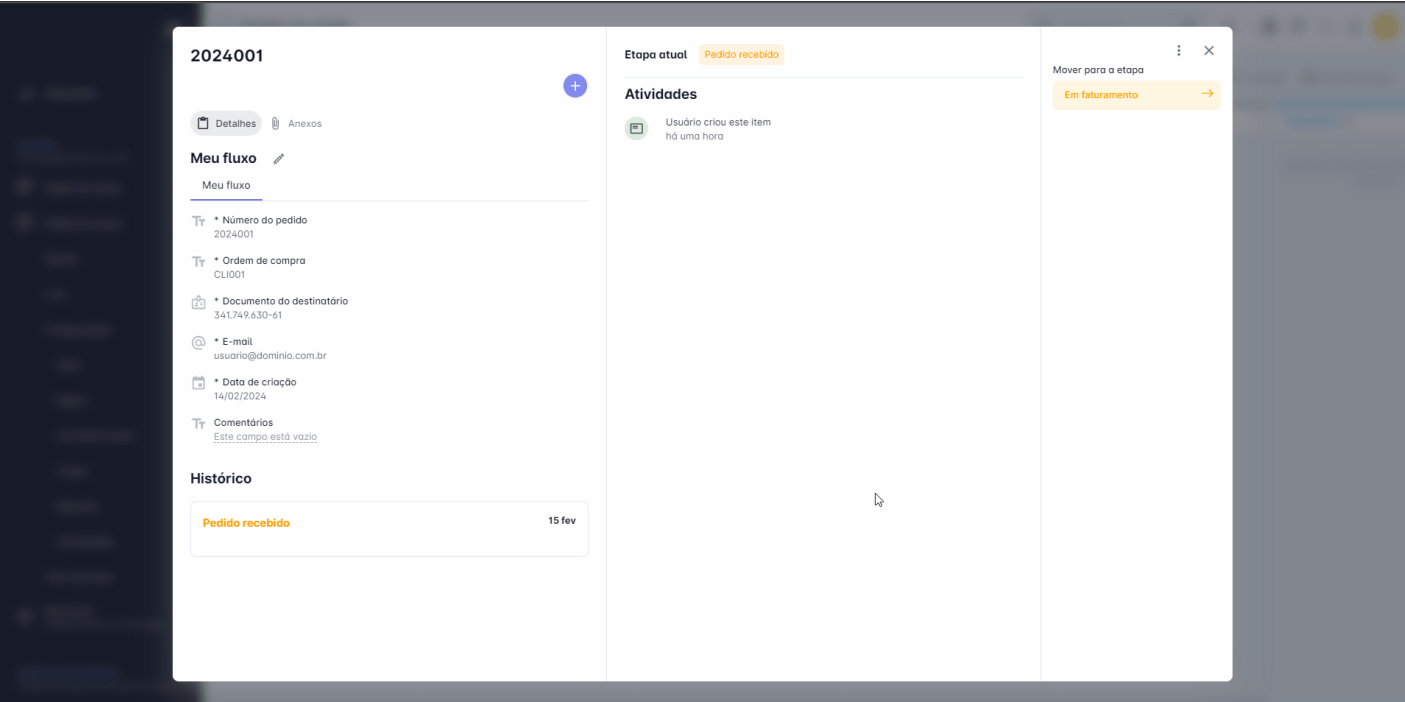 2024001
Detalhes
Anexos
Meu fluxo
Meu fluxo
* Número do pedido
2024001
* Ordem de compra
CLI001
* Documento do destinatário
341.749.630-61
* E-mail
usuario@dominio.com.br
* Data de criação
14/02/2024
Comentários
Este campo está vazio
Histórico
Pedido recebido
15 fev
Etapa atual
Pedido recebido
Atividades
Usuário criou este item
há uma hora
Mover para a etapa
Em faturamento